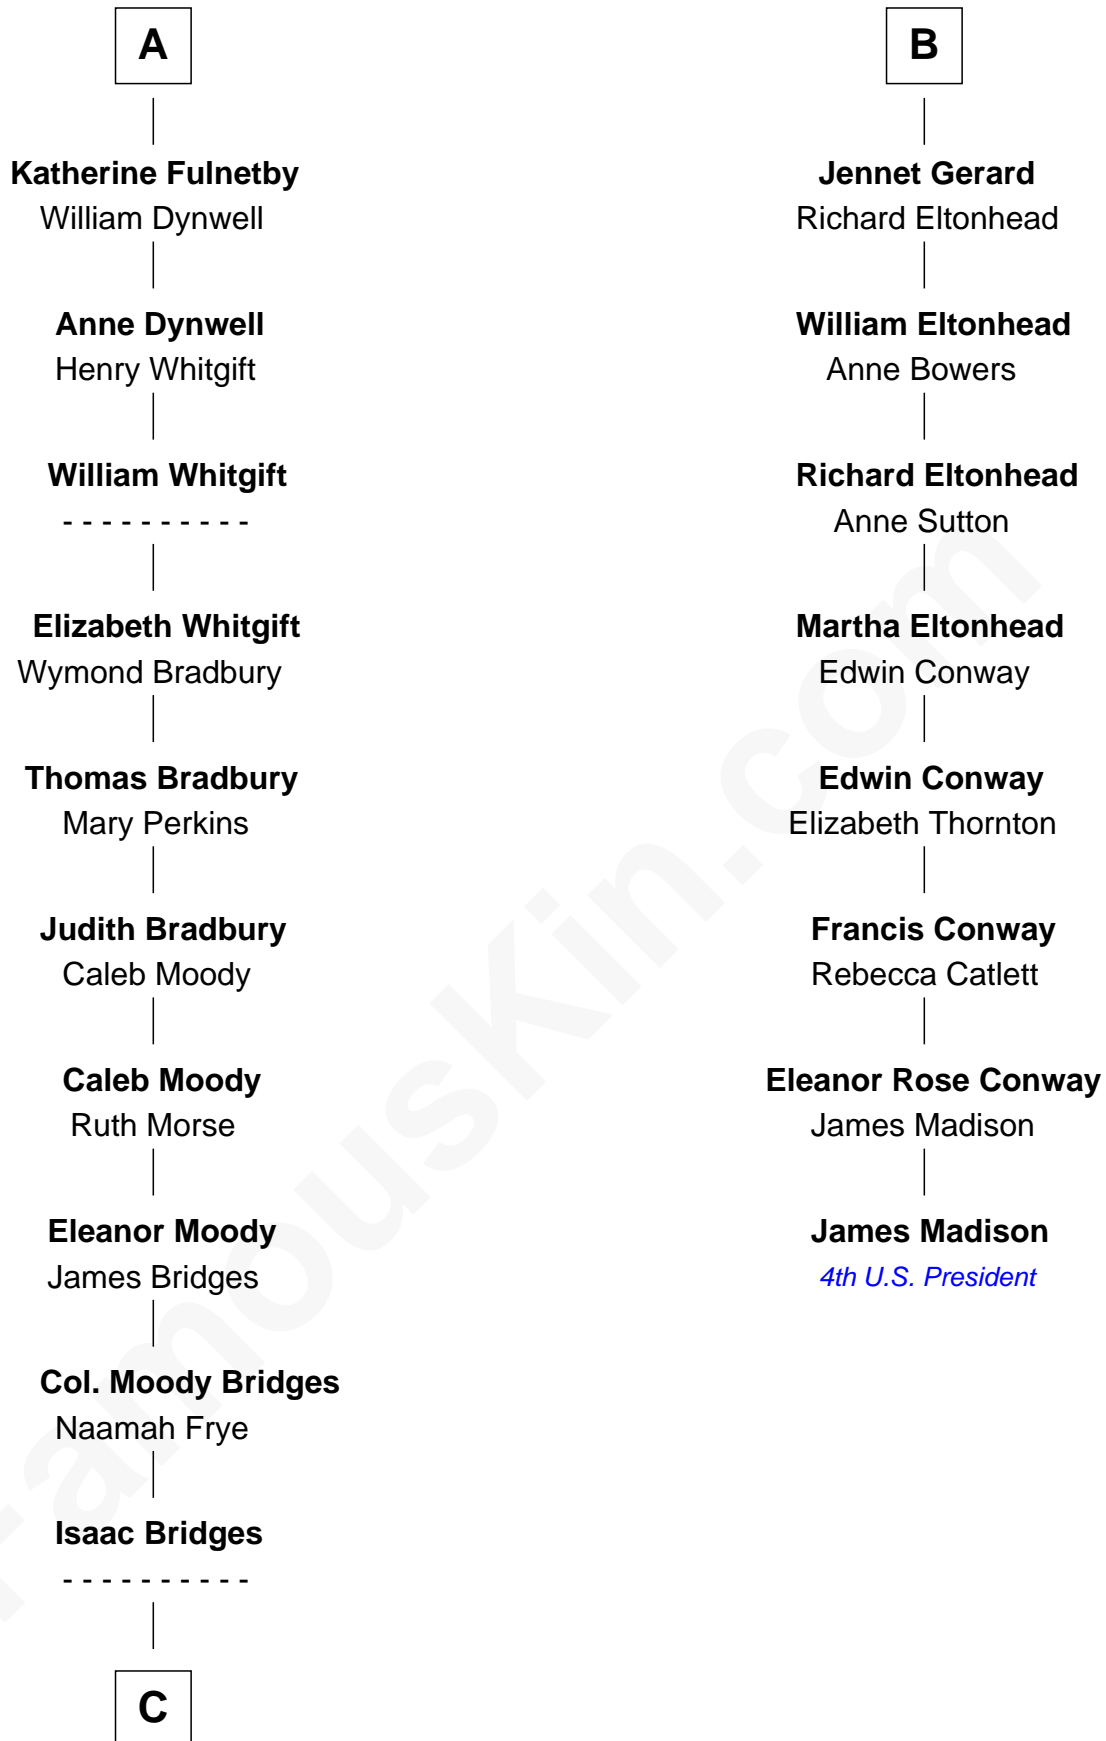 A
Katherine Fulnetby
William Dynwell
Anne Dynwell
Henry Whitgift
William Whitgift
- - - - - - - - - -
Elizabeth Whitgift
Wymond Bradbury
Thomas Bradbury
Mary Perkins
Judith Bradbury
Caleb Moody
Caleb Moody
Ruth Morse
Eleanor Moody
James Bridges
Col. Moody Bridges
Naamah Frye
Isaac Bridges
- - - - - - - - - -
C
B
Jennet Gerard
Richard Eltonhead
William Eltonhead
Anne Bowers
Richard Eltonhead
Anne Sutton
Martha Eltonhead
Edwin Conway
Edwin Conway
Elizabeth Thornton
Francis Conway
Rebecca Catlett
Eleanor Rose Conway
James Madison
James Madison
4th U.S. President
FamousKin.com